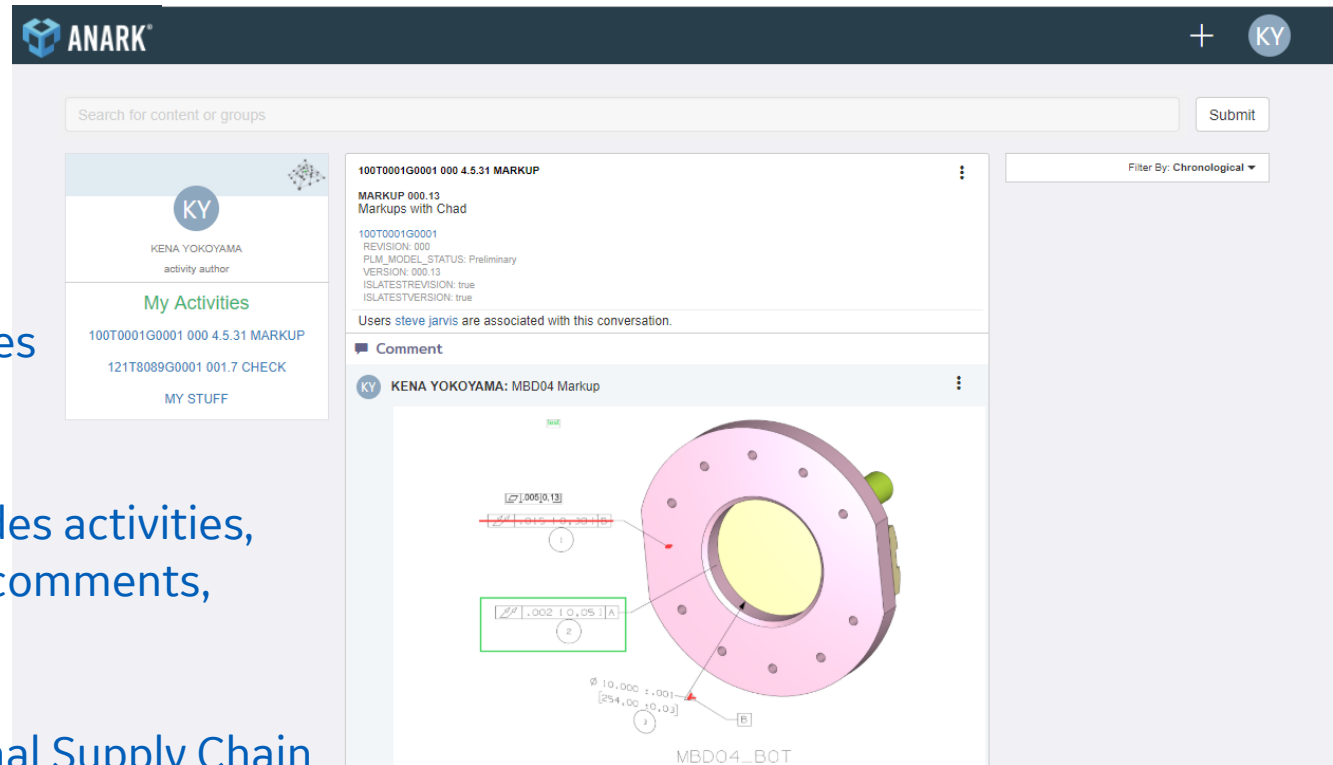 ANARK®
+
KY
Search for content or groups
Submit
KY
KENA YOKOYAMA
activity author
My Activities
100T0001G0001 000 4.5.31 MARKUP
121T8089G0001 001.7 CHECK
MY STUFF
100T0001G0001 000 4.5.31 MARKUP
MARKUP 000.13
Markups with Chad
100T0001G0001
REVISION: 000
PLM_MODEL_STATUS: Preliminary
VERSION: 000.13
ISLATESTREVISION: true
ISLATESTVERSION: true
Users steve jarvis are associated with this conversation.
Comment
KY KENA YOKOYAMA: MBD04 Markup
.005[0.13]
B
1
.002 [0,05] A
2
Ø 10.000 ±.001
[254,00 ±0,03]
3
B
MBD04_BOT
Filter By: Chronological
es
des activities,
comments,
nal Supply Chain